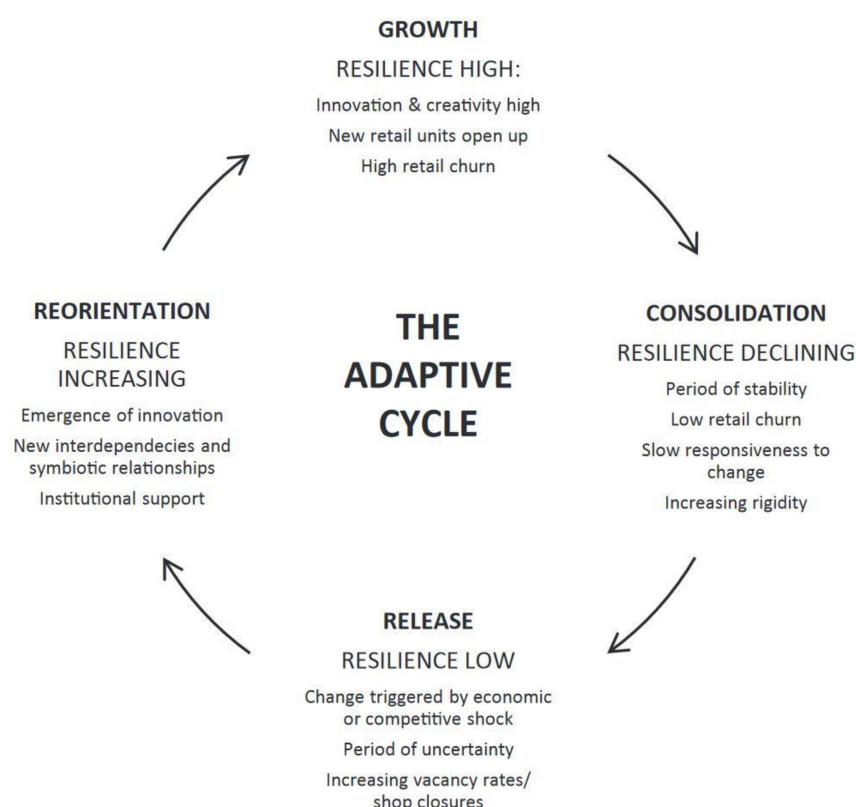 GROWTH
RESILIENCE HIGH:
Innovation & creativity high
New retail units open up
High retail churn
REORIENTATION
RESILIENCE
INCREASING
Emergence of innovation
New interdependecies and
symbiotic relationships
Institutional support
THE
ADAPTIVE
CYCLE
CONSOLIDATION
RESILIENCE DECLINING
Period of stability
Low retail churn
Slow responsiveness to
change
Increasing rigidity
RELEASE
RESILIENCE LOW
Change triggered by economic
or competitive shock
Period of uncertainty
Increasing vacancy rates/
shop closures